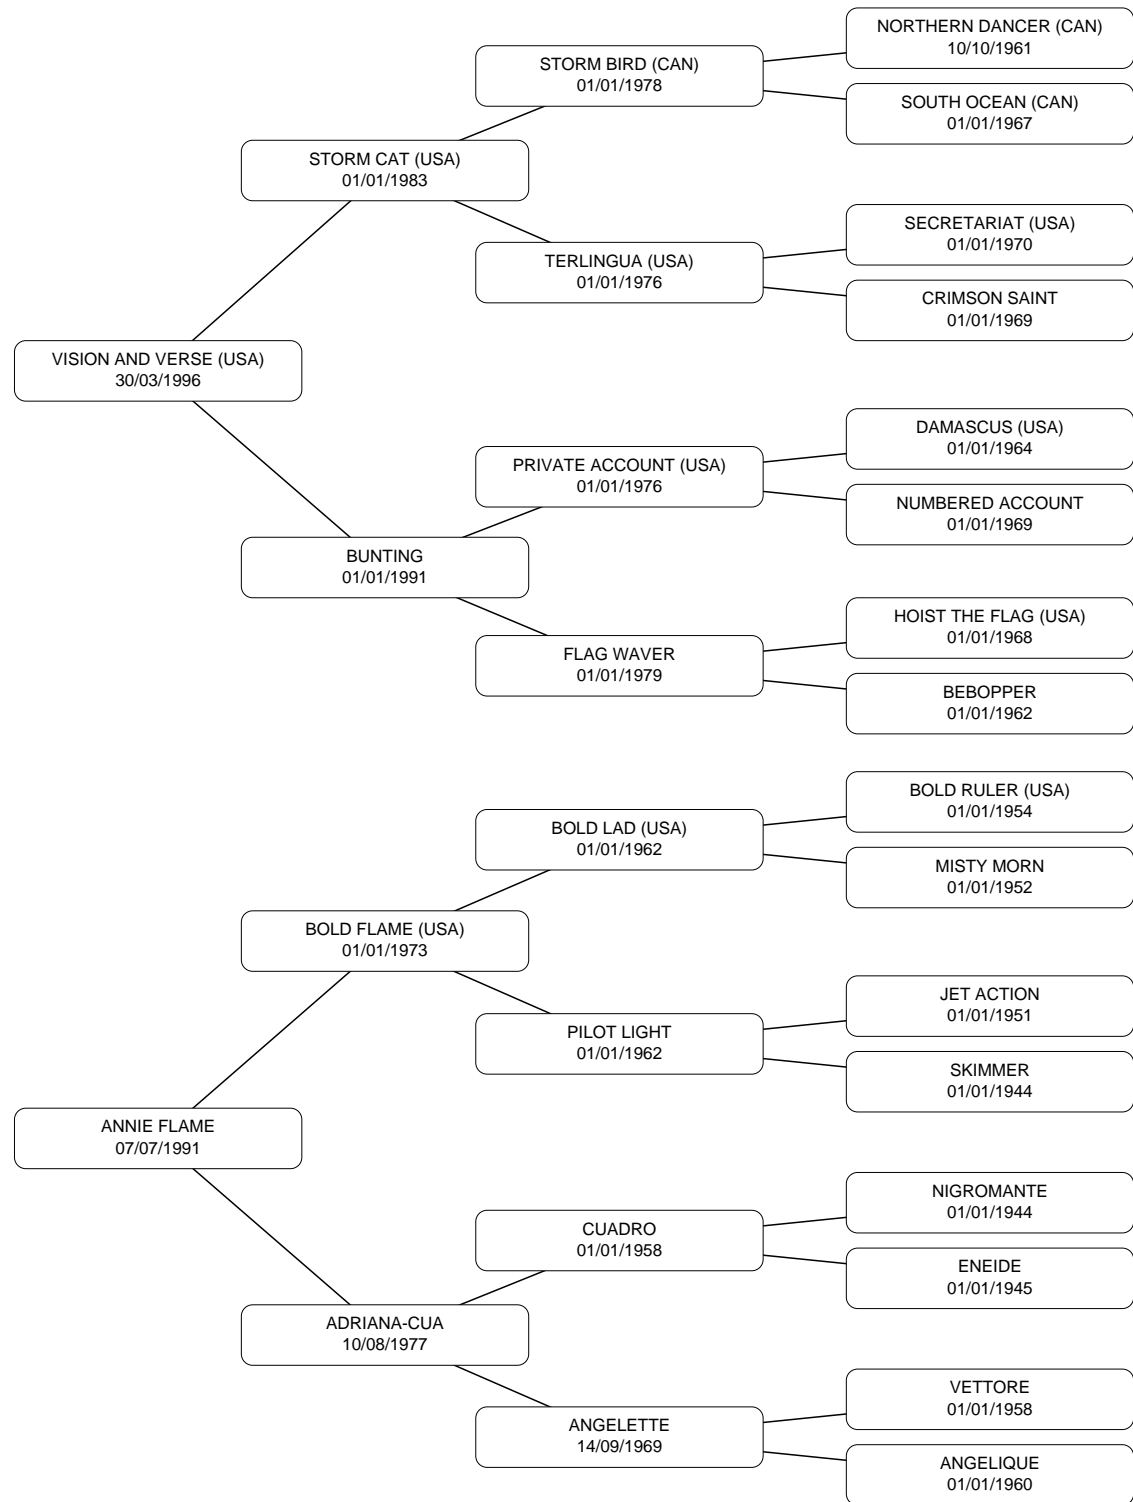 NORTHERN DANCER (CAN)
10/10/1961
STORM BIRD (CAN)
01/01/1978
SOUTH OCEAN (CAN)
01/01/1967
STORM CAT (USA)
01/01/1983
SECRETARIAT (USA)
01/01/1970
TERLINGUA (USA)
01/01/1976
CRIMSON SAINT
01/01/1969
VISION AND VERSE (USA)
30/03/1996
DAMASCUS (USA)
01/01/1964
PRIVATE ACCOUNT (USA)
01/01/1976
NUMBERED ACCOUNT
01/01/1969
BUNTING
01/01/1991
HOIST THE FLAG (USA)
01/01/1968
FLAG WAVER
01/01/1979
BEBOPPER
01/01/1962
BOLD RULER (USA)
01/01/1954
BOLD LAD (USA)
01/01/1962
MISTY MORN
01/01/1952
BOLD FLAME (USA)
01/01/1973
JET ACTION
01/01/1951
PILOT LIGHT
01/01/1962
SKIMMER
01/01/1944
ANNIE FLAME
07/07/1991
NIGROMANTE
01/01/1944
CUADRO
01/01/1958
ENEIDE
01/01/1945
ADRIANA-CUA
10/08/1977
VETTORE
01/01/1958
ANGELETTE
14/09/1969
ANGELIQUE
01/01/1960